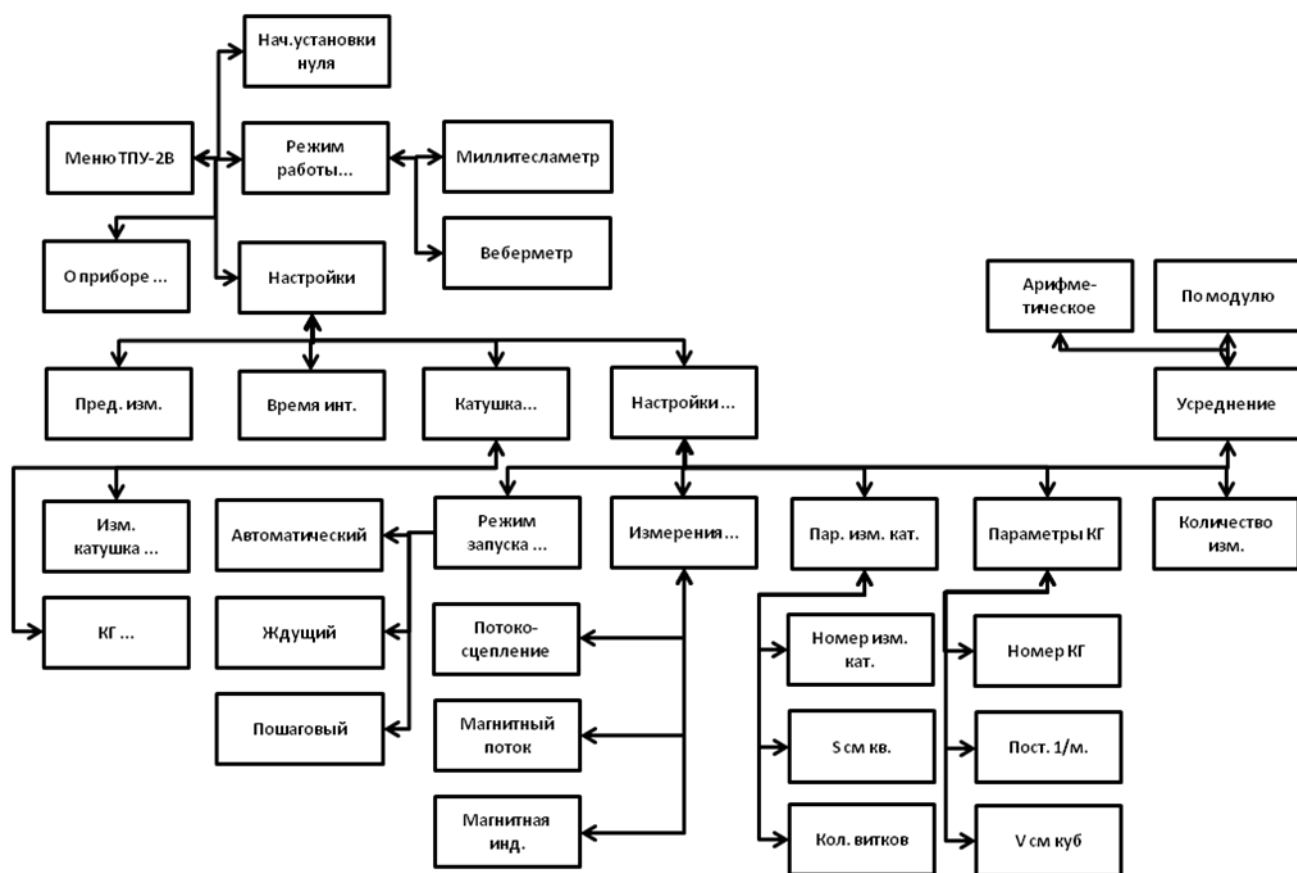 Нач.установки
нуля
Меню ТПУ-2В
Режим
работы...
Миллитесламетр
О приборе ...
Настройки
Веберметр
Арифме-
тическое
По модулю
Пред. изм.
Время инт.
Катушка...
Настройки ...
Усреднение
Изм.
катушка ...
Автоматический
Режим
запуска ...
Измерения ...
Пар. изм. кат.
Параметры КГ
Количество
изм.
КГ ...
Ждущий
Потоко-
сцепление
Номер изм.
кат.
Номер КГ
Пошаговый
Магнитный
поток
S см кв.
Пост. 1/м.
Магнитная
инд.
Кол. витков
V см куб